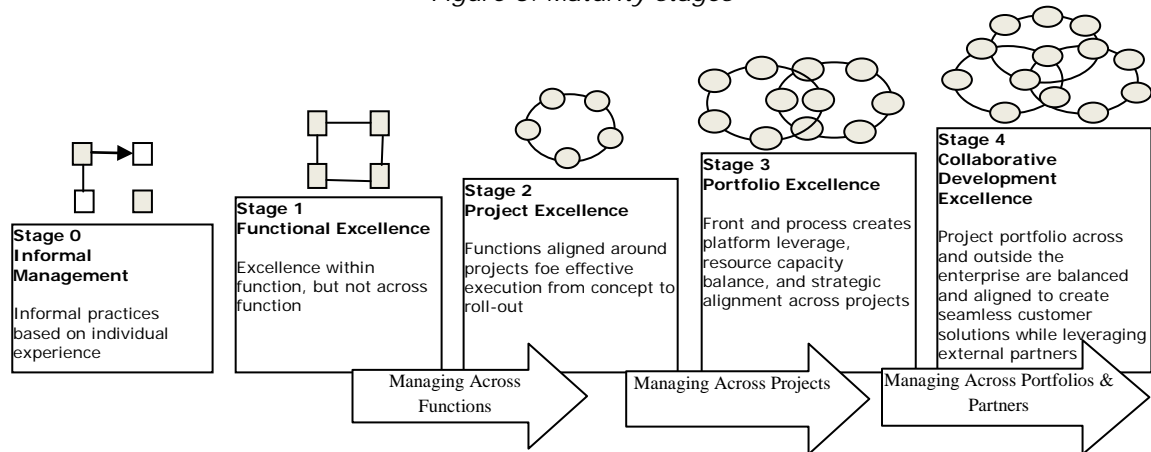 Stage 0
Informal
Management
Informal practices
based on individual
experience
Stage 1
Functional Excellence
Excellence within
function, but not across
function
Stage 2
Project Excellence
Functions aligned around
projects foe effective
execution from concept to
roll-out
Stage 3
Portfolio Excellence
Front and process creates
platform leverage,
resource capacity
balance, and strategic
alignment across projects
Stage 4
Collaborative
Development
Excellence
Project portfolio across
and outside the
enterprise are balanced
and aligned to create
seamless customer
solutions while leveraging
external partners
Managing Across
Functions
Managing Across Projects
Managing Across Portfolios &
Partners